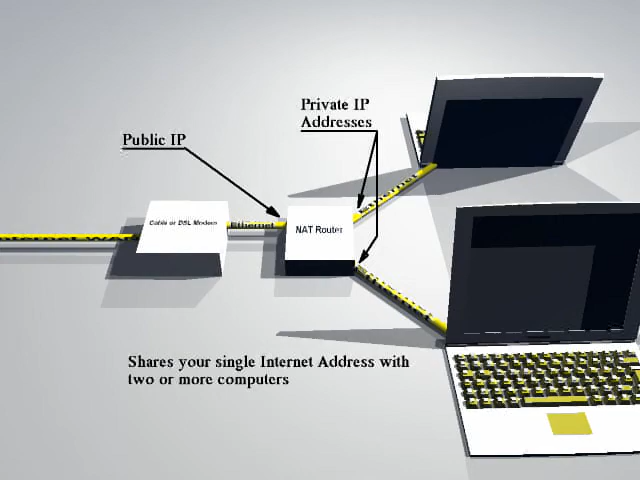 Private IP
Addresses
Public IP
Cable or DSL Modem
Ethernet
NAT Router
Ethernet
Shares your single Internet Address with
two or more computers